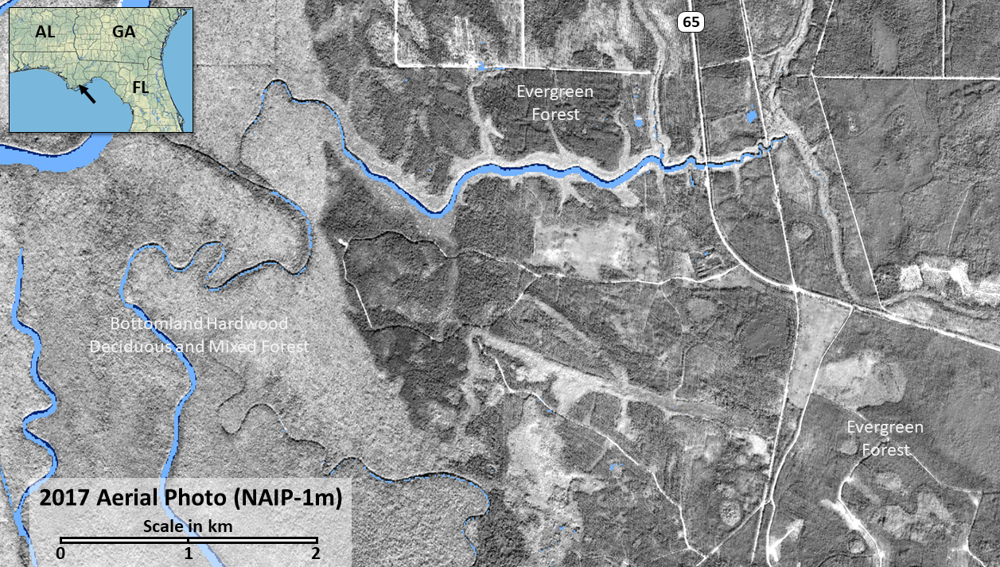 AL
GA
FL
65
Evergreen
Forest
Bottomland Hardwood
Deciduous and Mixed Forest
Evergreen
Forest
2017 Aerial Photo (NAIP-1m)
Scale in km
0 1 2